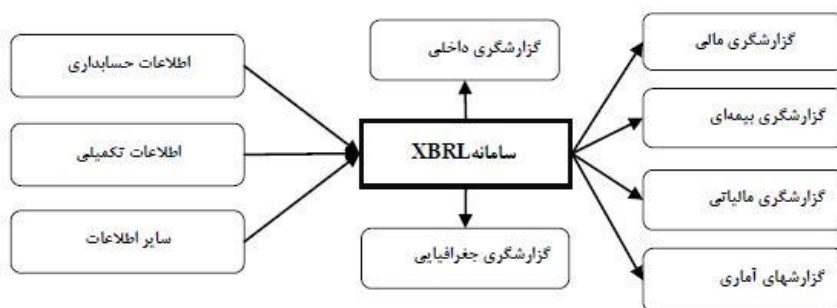 گزارشگری مالی
گزارشگری داخلی
اطلاعات حسابداری
گزارشگری بیمه‌ای
سامانه XBRL
اطلاعات تکمیلی
گزارشگری مالیاتی
سایر اطلاعات
گزارشگری جغرافیایی
گزارشهای آماری